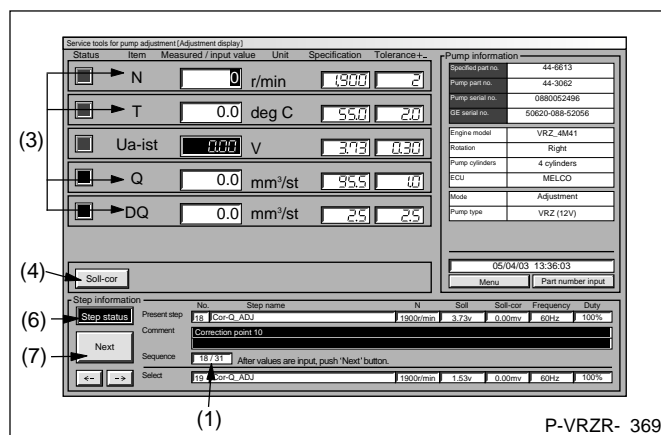 Service tools for pump adjustment [Adjustment display]
Status Item Measured / input value Unit Specification Tolerance+_
N 0 r/min 1,900 2
T 0.0 deg C 55.0 2.0
Ua-ist 0.00 V 3.73 0.30
Q 0.0 mm³/st 95.5 1.0
DQ 0.0 mm³/st 2.5 2.5
(3)
Pump information
Specified part no. 44-6613
Pump part no. 44-3062
Pump serial no. 0880052496
GE serial no. 50620-088-52056
Engine model VRZ_4M41
Rotation Right
Pump cylinders 4 cylinders
ECU MELCO
Mode Adjustment
Pump type VRZ (12V)
05/04/03 13:36:03
Menu Part number input
(4)
Soll-cor
Step information
No. Step name N Soll Soll-cor Frequency Duty
(6) Step status Present step 18 Cor-Q_ADJ 1900r/min 3.73v 0.00mv 60Hz 100%
Comment Correction point 10
(7) Next
Sequence 18 / 31 After values are input, push 'Next' button.
<- -> Select 19 Cor-Q_ADJ 1900r/min 1.53v 0.00mv 60Hz 100%
(1)
P-VRZR- 369